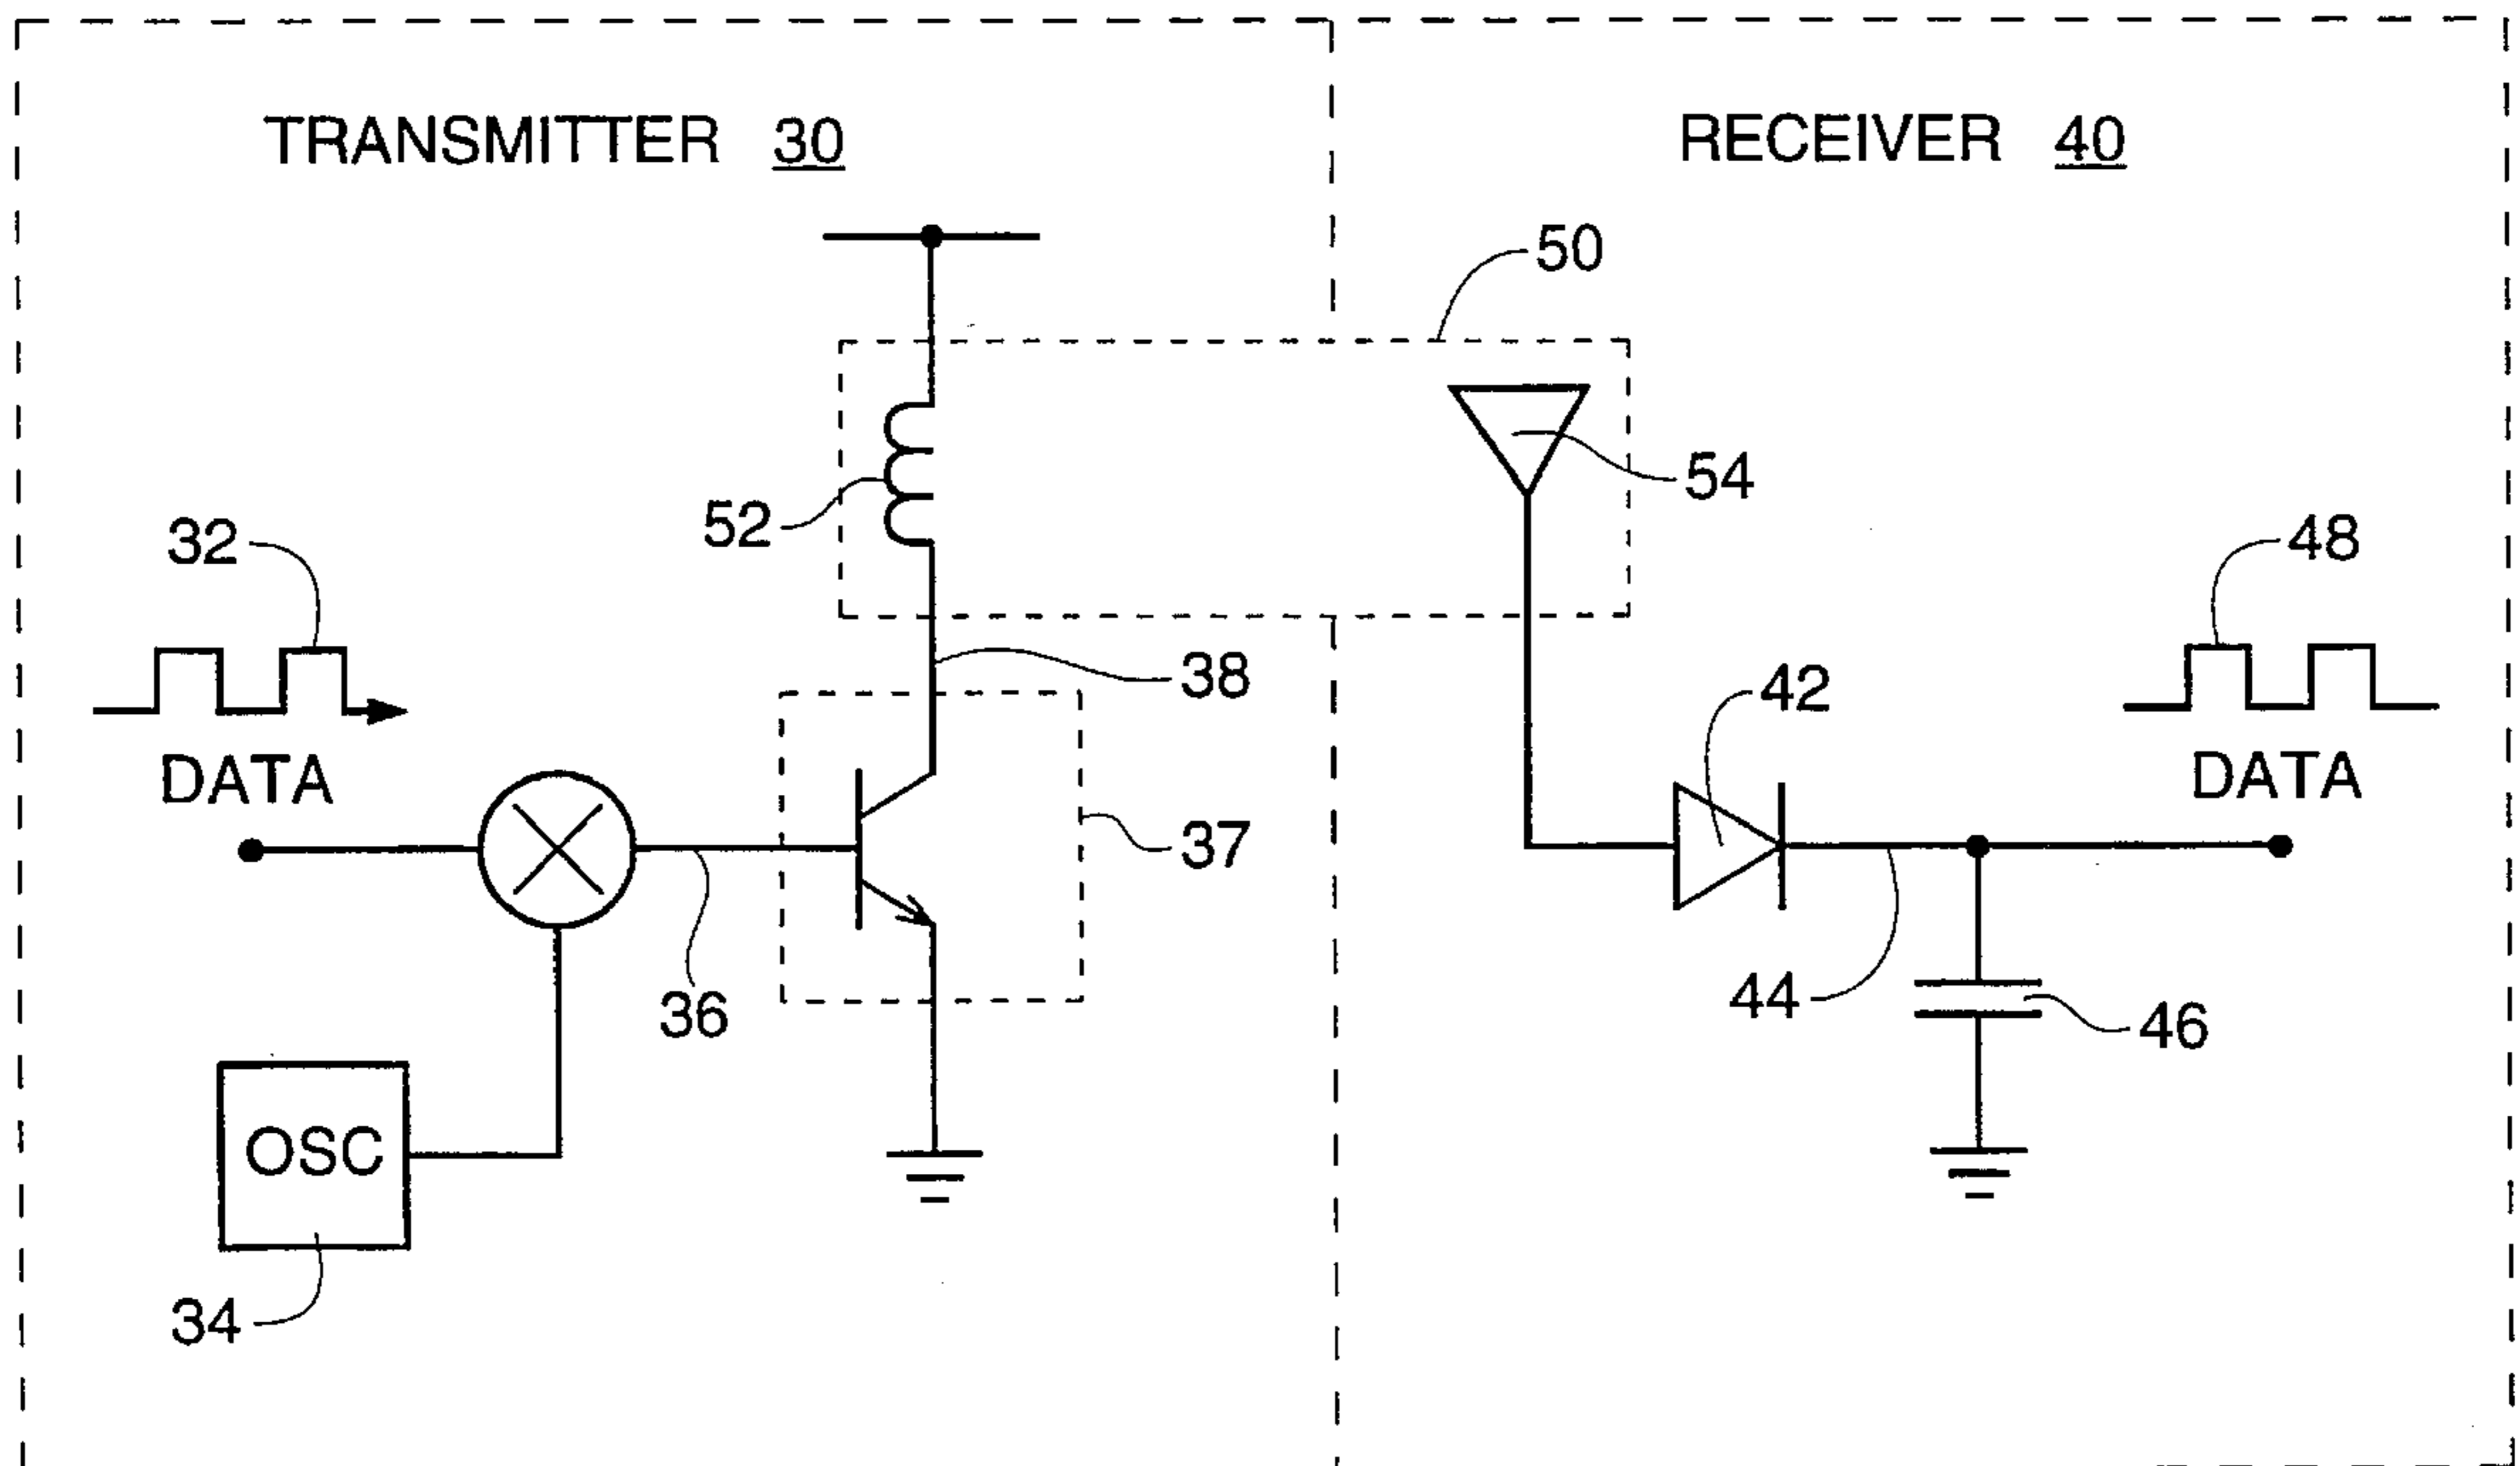 TRANSMITTER 30
RECEIVER 40
50
54
52
32
48
38
42
DATA
DATA
37
36
44
46
OSC
34